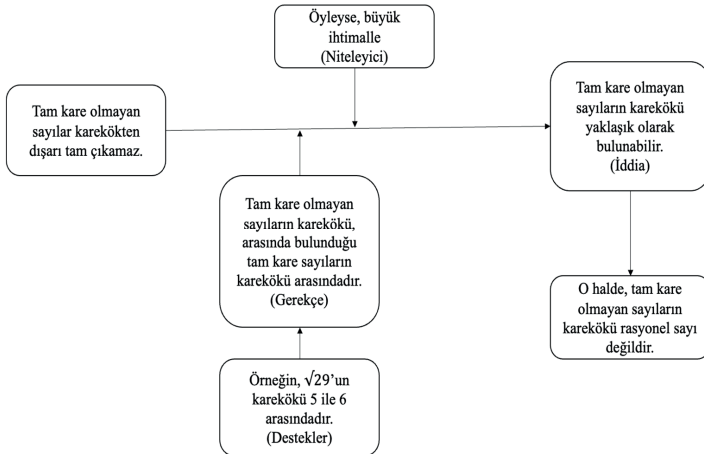 Öyleyse, büyük
ihtimalle
(Niteleyici)
Tam kare olmayan
sayılar karekökten
dışarı tam çıkamaz.
Tam kare olmayan
sayıların karekökü
yaklaşık olarak
bulunabilir.
(İddia)
Tam kare olmayan
sayıların karekökü,
arasında bulunduğu
tam kare sayıların
karekökü arasındadır.
(Gerekçe)
O halde, tam kare
olmayan sayıların
karekökü rasyonel sayı
değildir.
Örneğin, √29’un
karekökü 5 ile 6
arasındadır.
(Destekler)